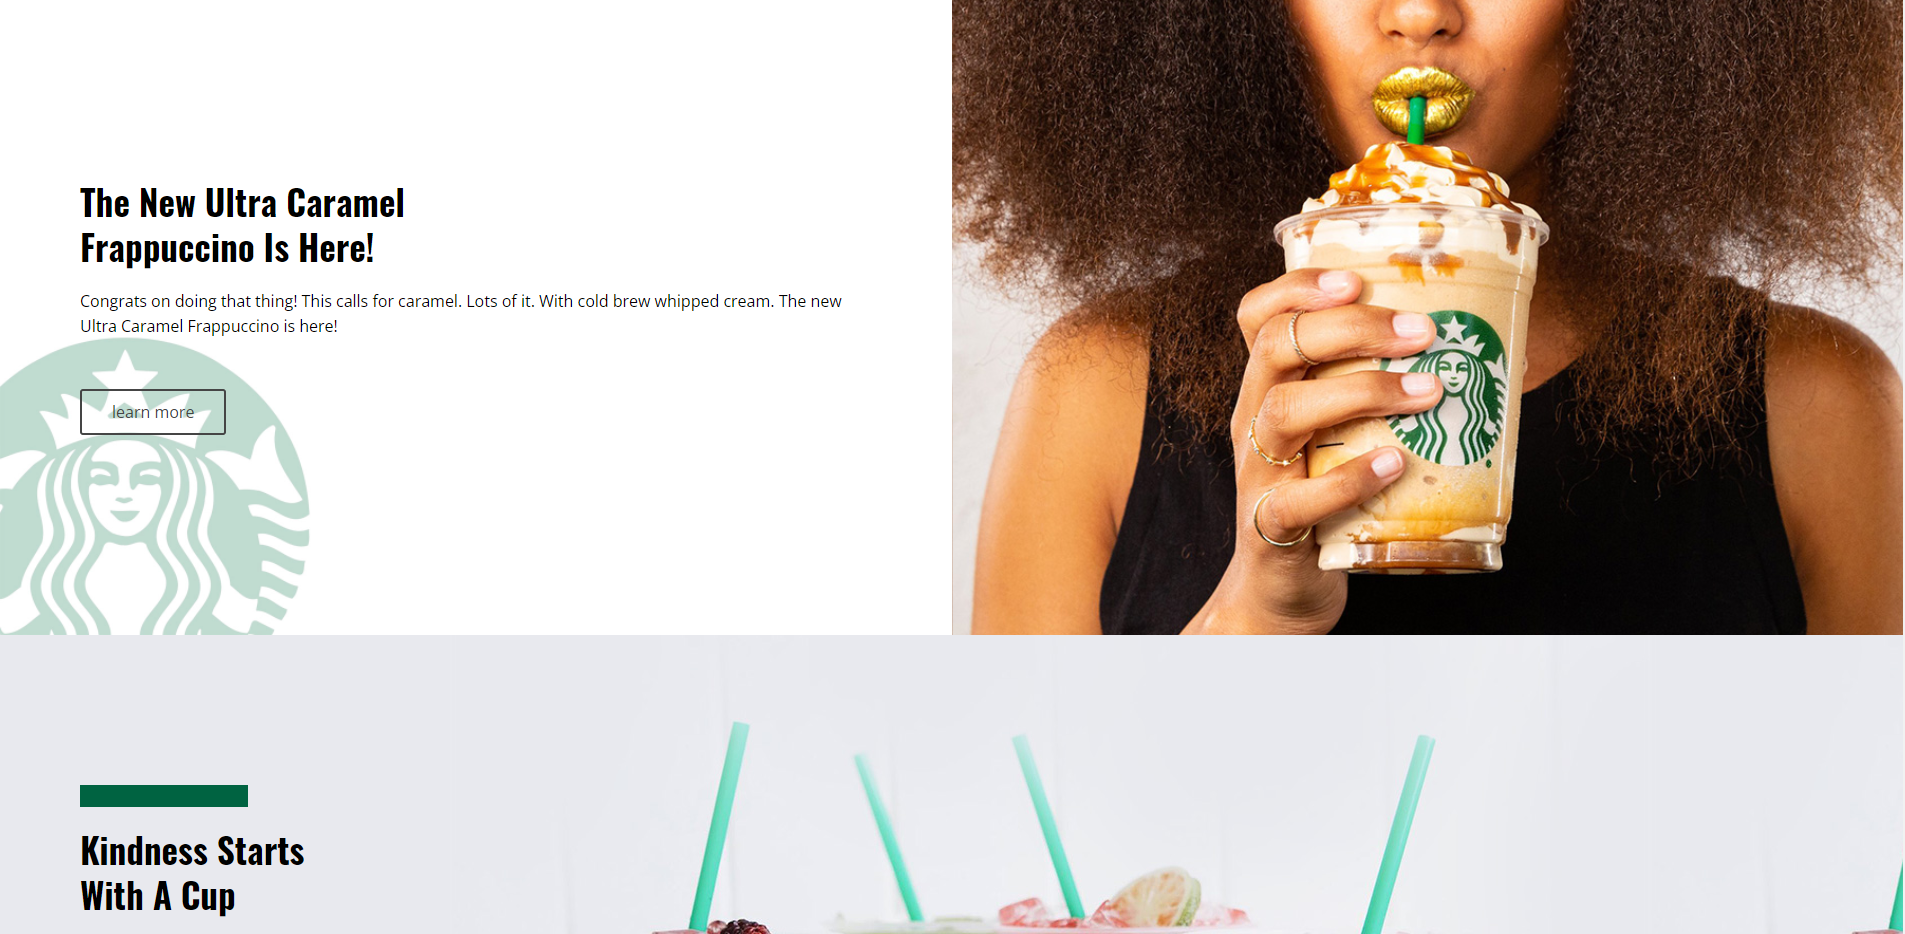 The New Ultra Caramel
Frappuccino Is Here!
Congrats on doing that thing! This calls for caramel. Lots of it. With cold brew whipped cream. The new
Ultra Caramel Frappuccino is here!
learn more
Kindness Starts
With A Cup